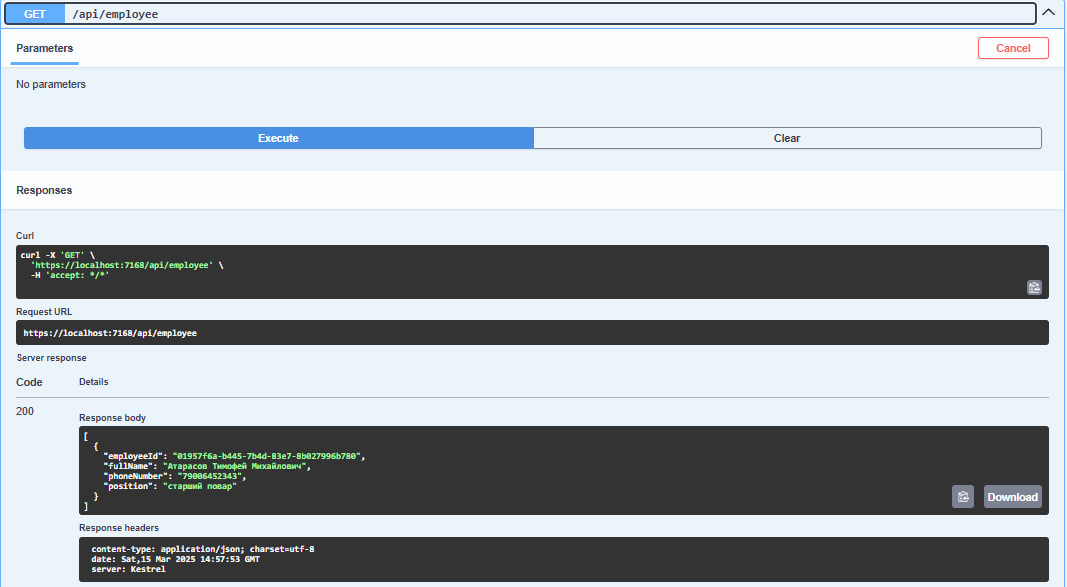 GET /api/employee
Parameters
Cancel
No parameters
Execute
Clear
Responses
Curl
curl -X 'GET' \
'https://localhost:7168/api/employee' \
-H 'accept: */*'
Request URL
https://localhost:7168/api/employee
Server response
Code Details
200
Response body
[
{
"employeeId": "01957f6a-b445-7b4d-83e7-8b027996b780",
"fullName": "Атарасов Тимофей Михайлович",
"phoneNumber": "79006452343",
"position": "старший повар"
}
]
Download
Response headers
content-type: application/json; charset=utf-8
date: Sat,15 Mar 2025 14:57:53 GMT
server: Kestrel